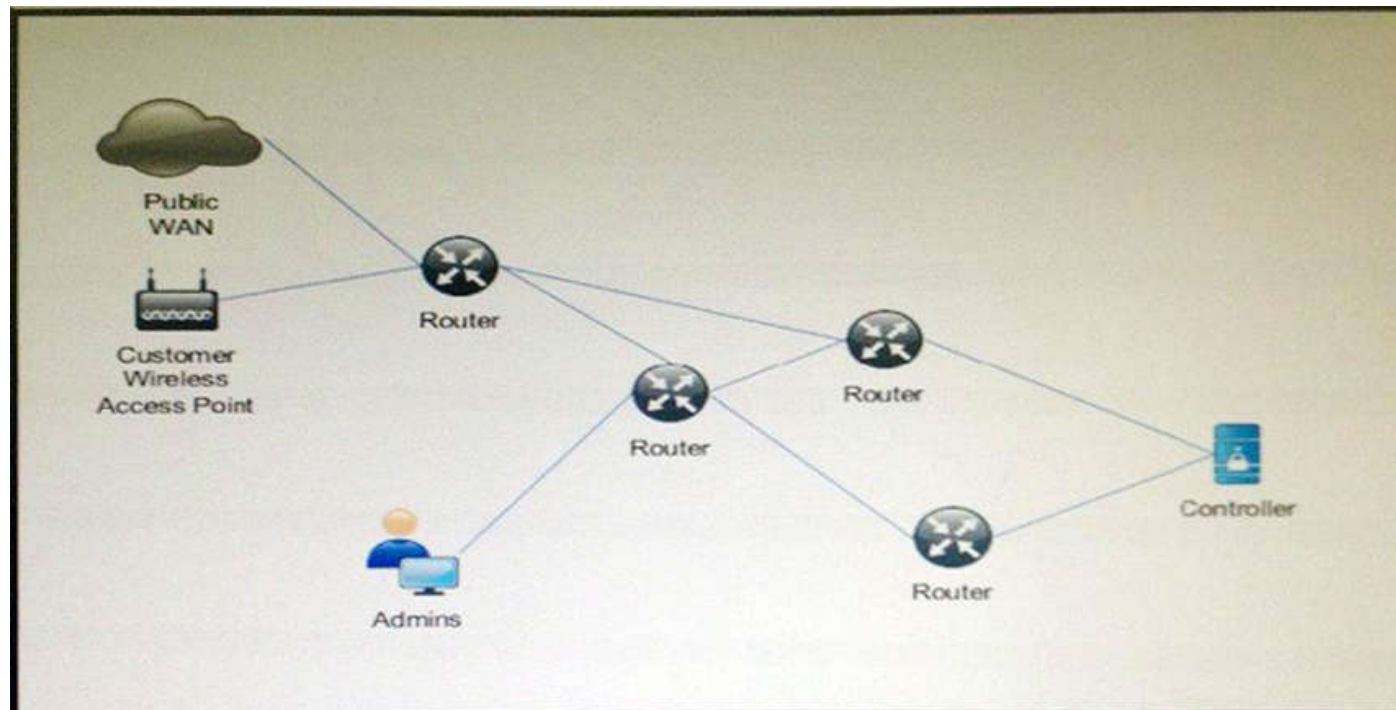 Public
WAN
Router
Customer
Wireless
Access Point
Router
Router
Admins
Router
Controller